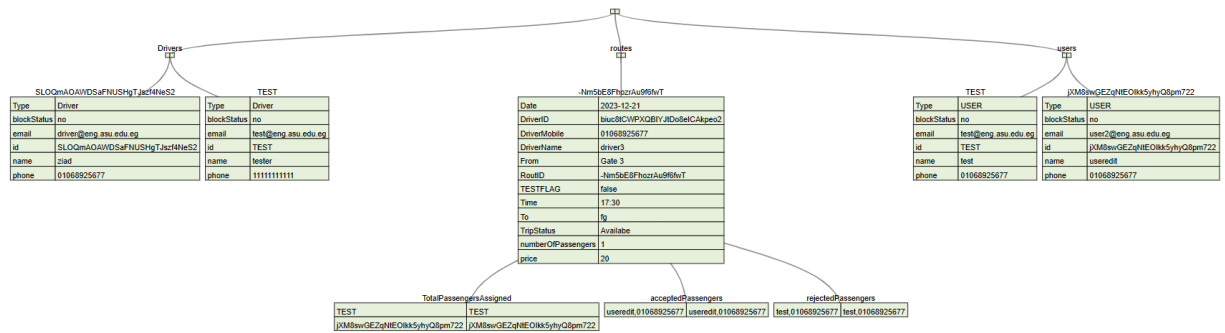 Drivers
routes
users
SLOQmAOAWDSaFNUSHgTJszf4NeS2
Type Driver
blockStatus no
email driver@eng.asu.edu.eg
id SLOQmAOAWDSaFNUSHgTJszf4NeS2
name ziad
phone 01068925677
TEST
Type Driver
blockStatus no
email test@eng.asu.edu.eg
id TEST
name tester
phone 11111111111
-Nm5bE8FhozrAu9f6fwT
Date 2023-12-21
DriverID biuc8tCWPXQBIYJtDo8eICAkpeo2
DriverMobile 01068925677
DriverName driver3
From Gate 3
RoutID -Nm5bE8FhozrAu9f6fwT
TESTFLAG false
Time 17:30
To fg
TripStatus Availabe
numberOfPassengers 1
price 20
TEST
Type USER
blockStatus no
email test@eng.asu.edu.eg
id TEST
name test
phone 01068925677
jXM8swGEZqNtEOlkk5yhyQ8pm722
Type USER
blockStatus no
email user2@eng.asu.edu.eg
id jXM8swGEZqNtEOlkk5yhyQ8pm722
name useredit
phone 01068925677
TotalPassengersAssigned
TEST TEST
jXM8swGEZqNtEOlkk5yhyQ8pm722 jXM8swGEZqNtEOlkk5yhyQ8pm722
acceptedPassengers
useredit,01068925677 useredit,01068925677
rejectedPassengers
test,01068925677 test,01068925677